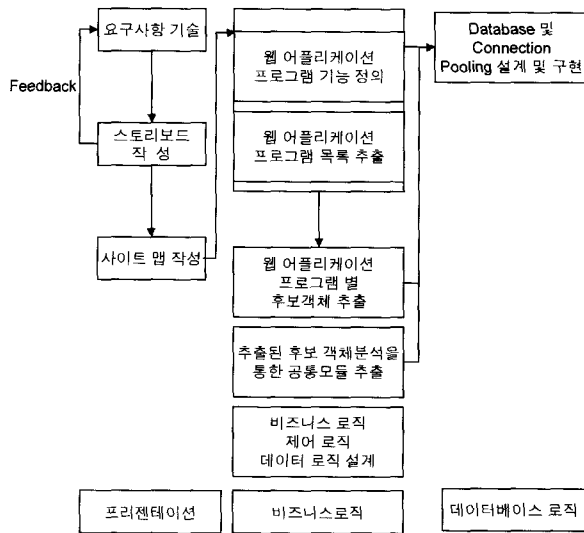 요구사항 기술
Feedback
스토리보드
작 성
사이트 맵 작성
웹 어플리케이션
프로그램 기능 정의
웹 어플리케이션
프로그램 목록 추출
웹 어플리케이션
프로그램 별
후보객체 추출
추출된 후보 객체분석을
통한 공통모듈 추출
비즈니스 로직
제어 로직
데이터 로직 설계
Database 및
Connection
Pooling 설계 및 구현
프리젠테이션
비즈니스로직
데이터베이스 로직